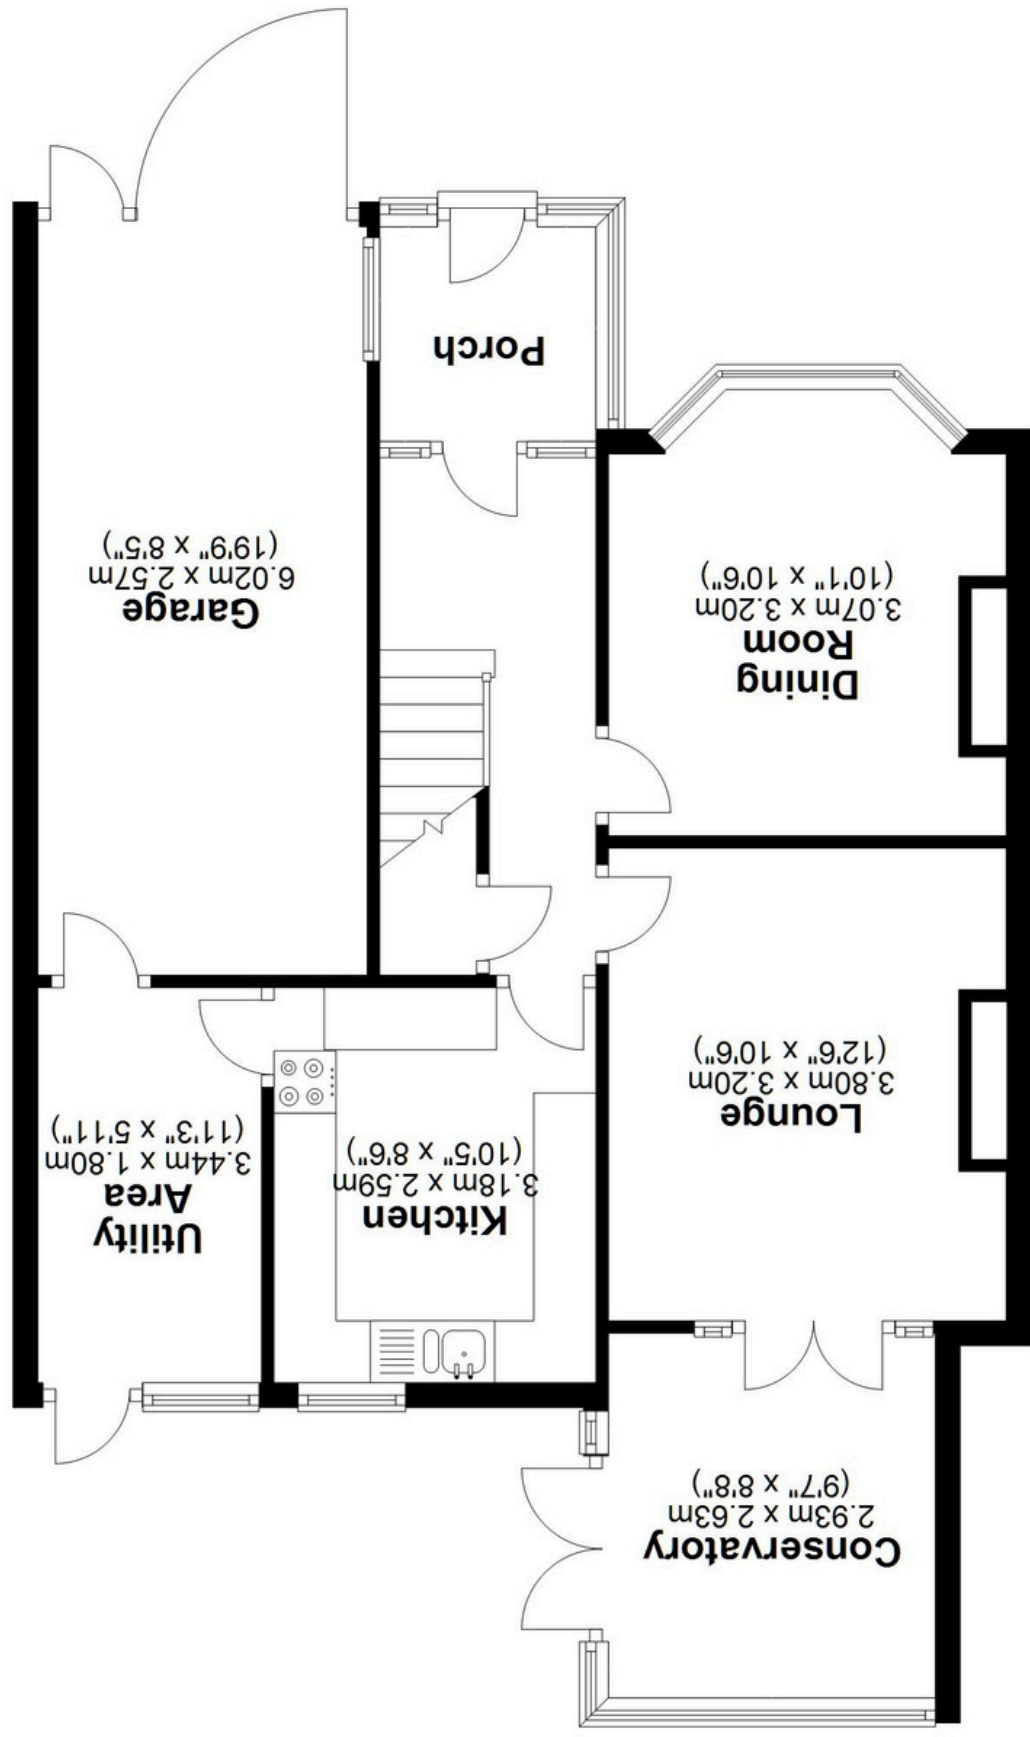 Conservatory
2.93m x 2.63m
(9'7" x 8'8")
Utility
Area
3.44m x 1.80m
(11'3" x 5'11")
Kitchen
3.18m x 2.59m
(10'5" x 8'6")
Lounge
3.80m x 3.20m
(12'6" x 10'6")
Dining
Room
3.07m x 3.20m
(10'1" x 10'6")
Garage
6.02m x 2.57m
(19'9" x 8'5")
Porch